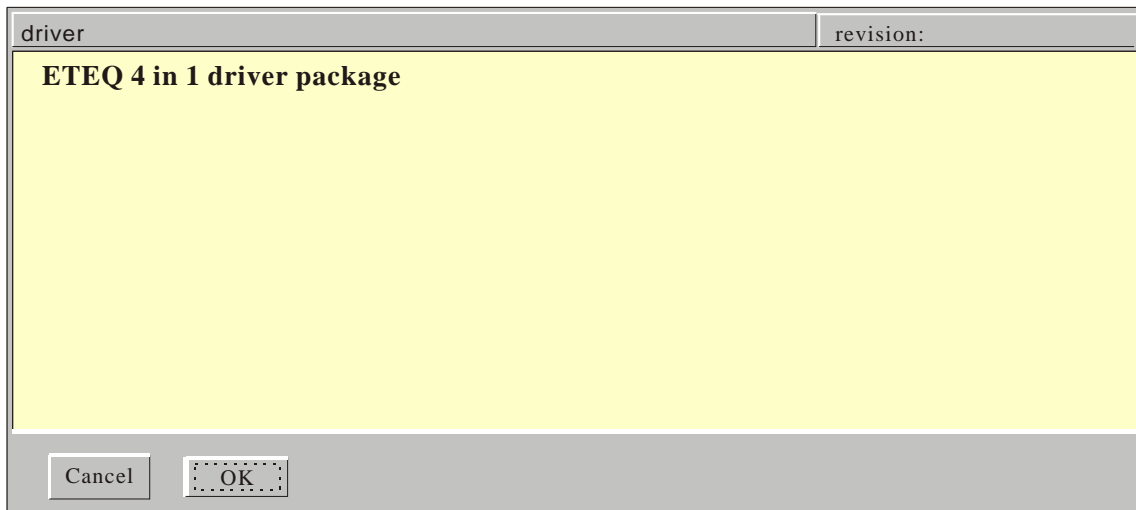 driver
revision:
ETEQ 4 in 1 driver package
Cancel
OK